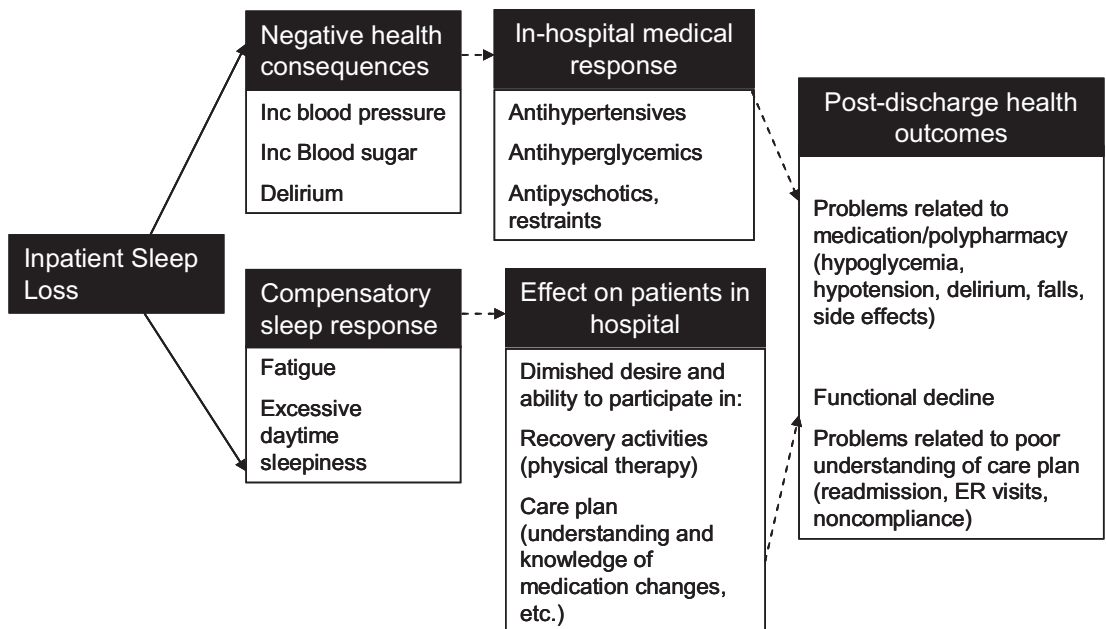 Inpatient Sleep
Loss
Negative health
consequences
Inc blood pressure
Inc Blood sugar
Delirium
In-hospital medical
response
Antihypertensives
Antihyperglycemics
Antipyschotics,
restraints
Compensatory
sleep response
Fatigue
Excessive
daytime
sleepiness
Effect on patients in
hospital
Dimished desire and
ability to participate in:
Recovery activities
(physical therapy)
Care plan
(understanding and
knowledge of
medication changes,
etc.)
Post-discharge health
outcomes
Problems related to
medication/polypharmacy
(hypoglycemia,
hypotension, delirium, falls,
side effects)
Functional decline
Problems related to poor
understanding of care plan
(readmission, ER visits,
noncompliance)